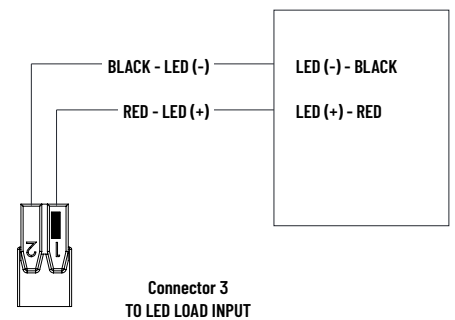 BLACK - LED (-)
LED (-) - BLACK
RED - LED (+)
LED (+) - RED
2
1
Connector 3
TO LED LOAD INPUT